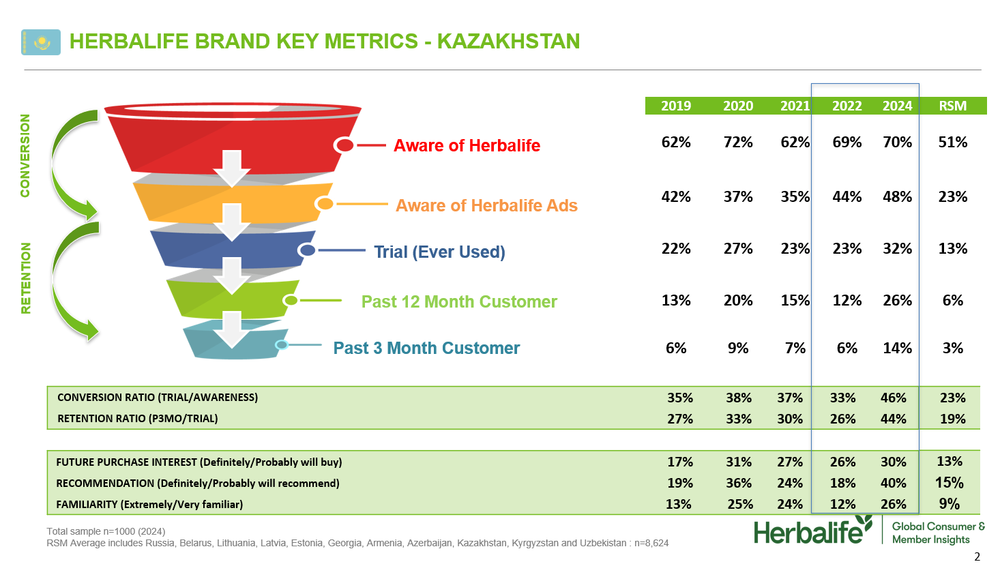 HERBALIFE BRAND KEY METRICS - KAZAKHSTAN
2019 2020 2021 2022 2024 RSM
CONVERSION
Aware of Herbalife 62% 72% 62% 69% 70% 51%
Aware of Herbalife Ads 42% 37% 35% 44% 48% 23%
RETENTION
Trial (Ever Used) 22% 27% 23% 23% 32% 13%
Past 12 Month Customer 13% 20% 15% 12% 26% 6%
Past 3 Month Customer 6% 9% 7% 6% 14% 3%
CONVERSION RATIO (TRIAL/AWARENESS) 35% 38% 37% 33% 46% 23%
RETENTION RATIO (P3MO/TRIAL) 27% 33% 30% 26% 44% 19%
FUTURE PURCHASE INTEREST (Definitely/Probably will buy) 17% 31% 27% 26% 30% 13%
RECOMMENDATION (Definitely/Probably will recommend) 19% 36% 24% 18% 40% 15%
FAMILIARITY (Extremely/Very familiar) 13% 25% 24% 12% 26% 9%
Total sample n=1000 (2024)
RSM Average includes Russia, Belarus, Lithuania, Latvia, Estonia, Georgia, Armenia, Azerbaijan, Kazakhstan, Kyrgyzstan and Uzbekistan : n=8,624
Herbalife
Global Consumer &
Member Insights
2